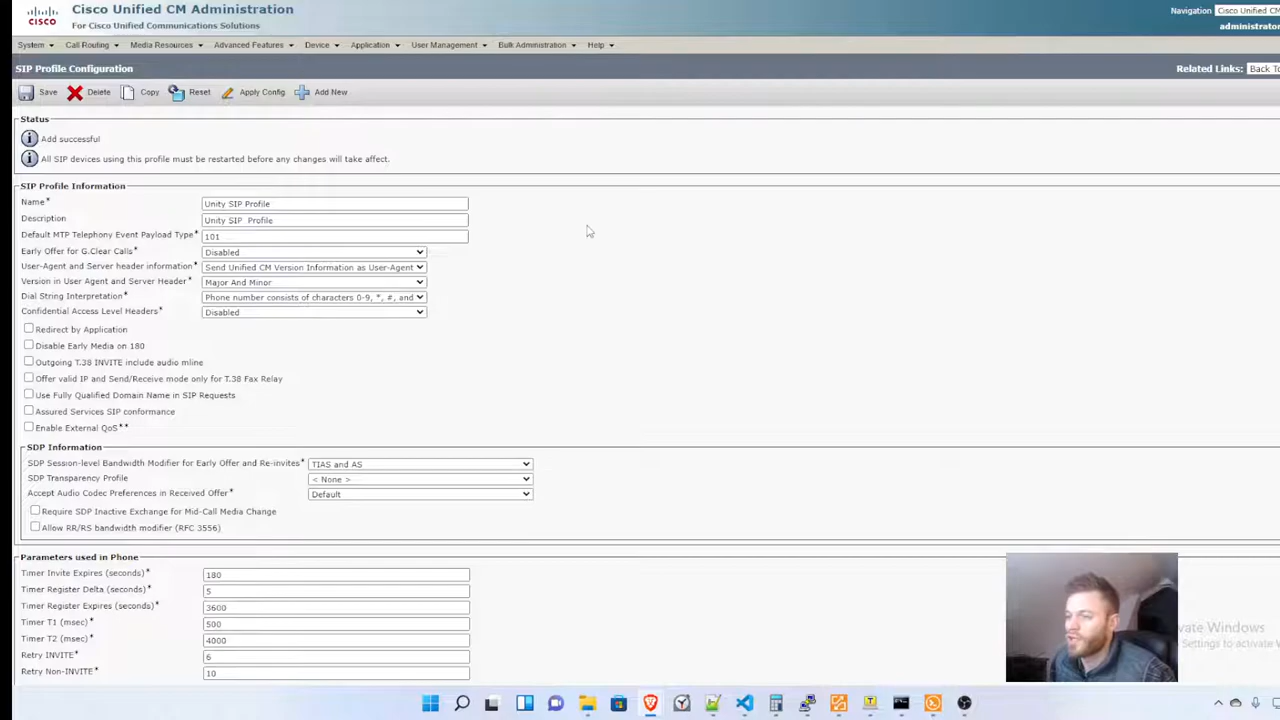 Cisco Unified CM Administration
CISCO For Cisco Unified Communications Solutions
Navigation Cisco Unified CM
administrator
System Call Routing Media Resources Advanced Features Device Application User Management Bulk Administration Help
SIP Profile Configuration
Related Links: Back To
Save Delete Copy Reset Apply Config Add New
Status
Add successful
All SIP devices using this profile must be restarted before any changes will take affect.
SIP Profile Information
Name* Unity SIP Profile
Description Unity SIP Profile
Default MTP Telephony Event Payload Type* 101
Early Offer for G.Clear Calls* Disabled
User-Agent and Server header information* Send Unified CM Version Information as User-Agent
Version in User Agent and Server Header* Major And Minor
Dial String Interpretation* Phone number consists of characters 0-9, *, #, and
Confidential Access Level Headers* Disabled
Redirect by Application
Disable Early Media on 180
Outgoing T.38 INVITE include audio mline
Offer valid IP and Send/Receive mode only for T.38 Fax Relay
Use Fully Qualified Domain Name in SIP Requests
Assured Services SIP conformance
Enable External QoS**
SDP Information
SDP Session-level Bandwidth Modifier for Early Offer and Re-invites* TIAS and AS
SDP Transparency Profile < None >
Accept Audio Codec Preferences in Received Offer* Default
Require SDP Inactive Exchange for Mid-Call Media Change
Allow RR/RS bandwidth modifier (RFC 3556)
Parameters used in Phone
Timer Invite Expires (seconds)* 180
Timer Register Delta (seconds)* 5
Timer Register Expires (seconds)* 3600
Timer T1 (msec)* 500
Timer T2 (msec)* 4000
Retry INVITE* 6
Retry Non-INVITE* 10
vate Windows
Settings to activate W